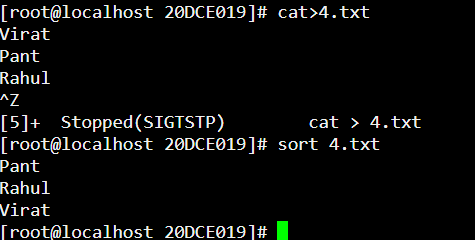 [root@localhost 20DCE019]# cat>4.txt
Virat
Pant
Rahul
^Z
[5]+  Stopped(SIGTSTP)        cat > 4.txt
[root@localhost 20DCE019]# sort 4.txt
Pant
Rahul
Virat
[root@localhost 20DCE019]#